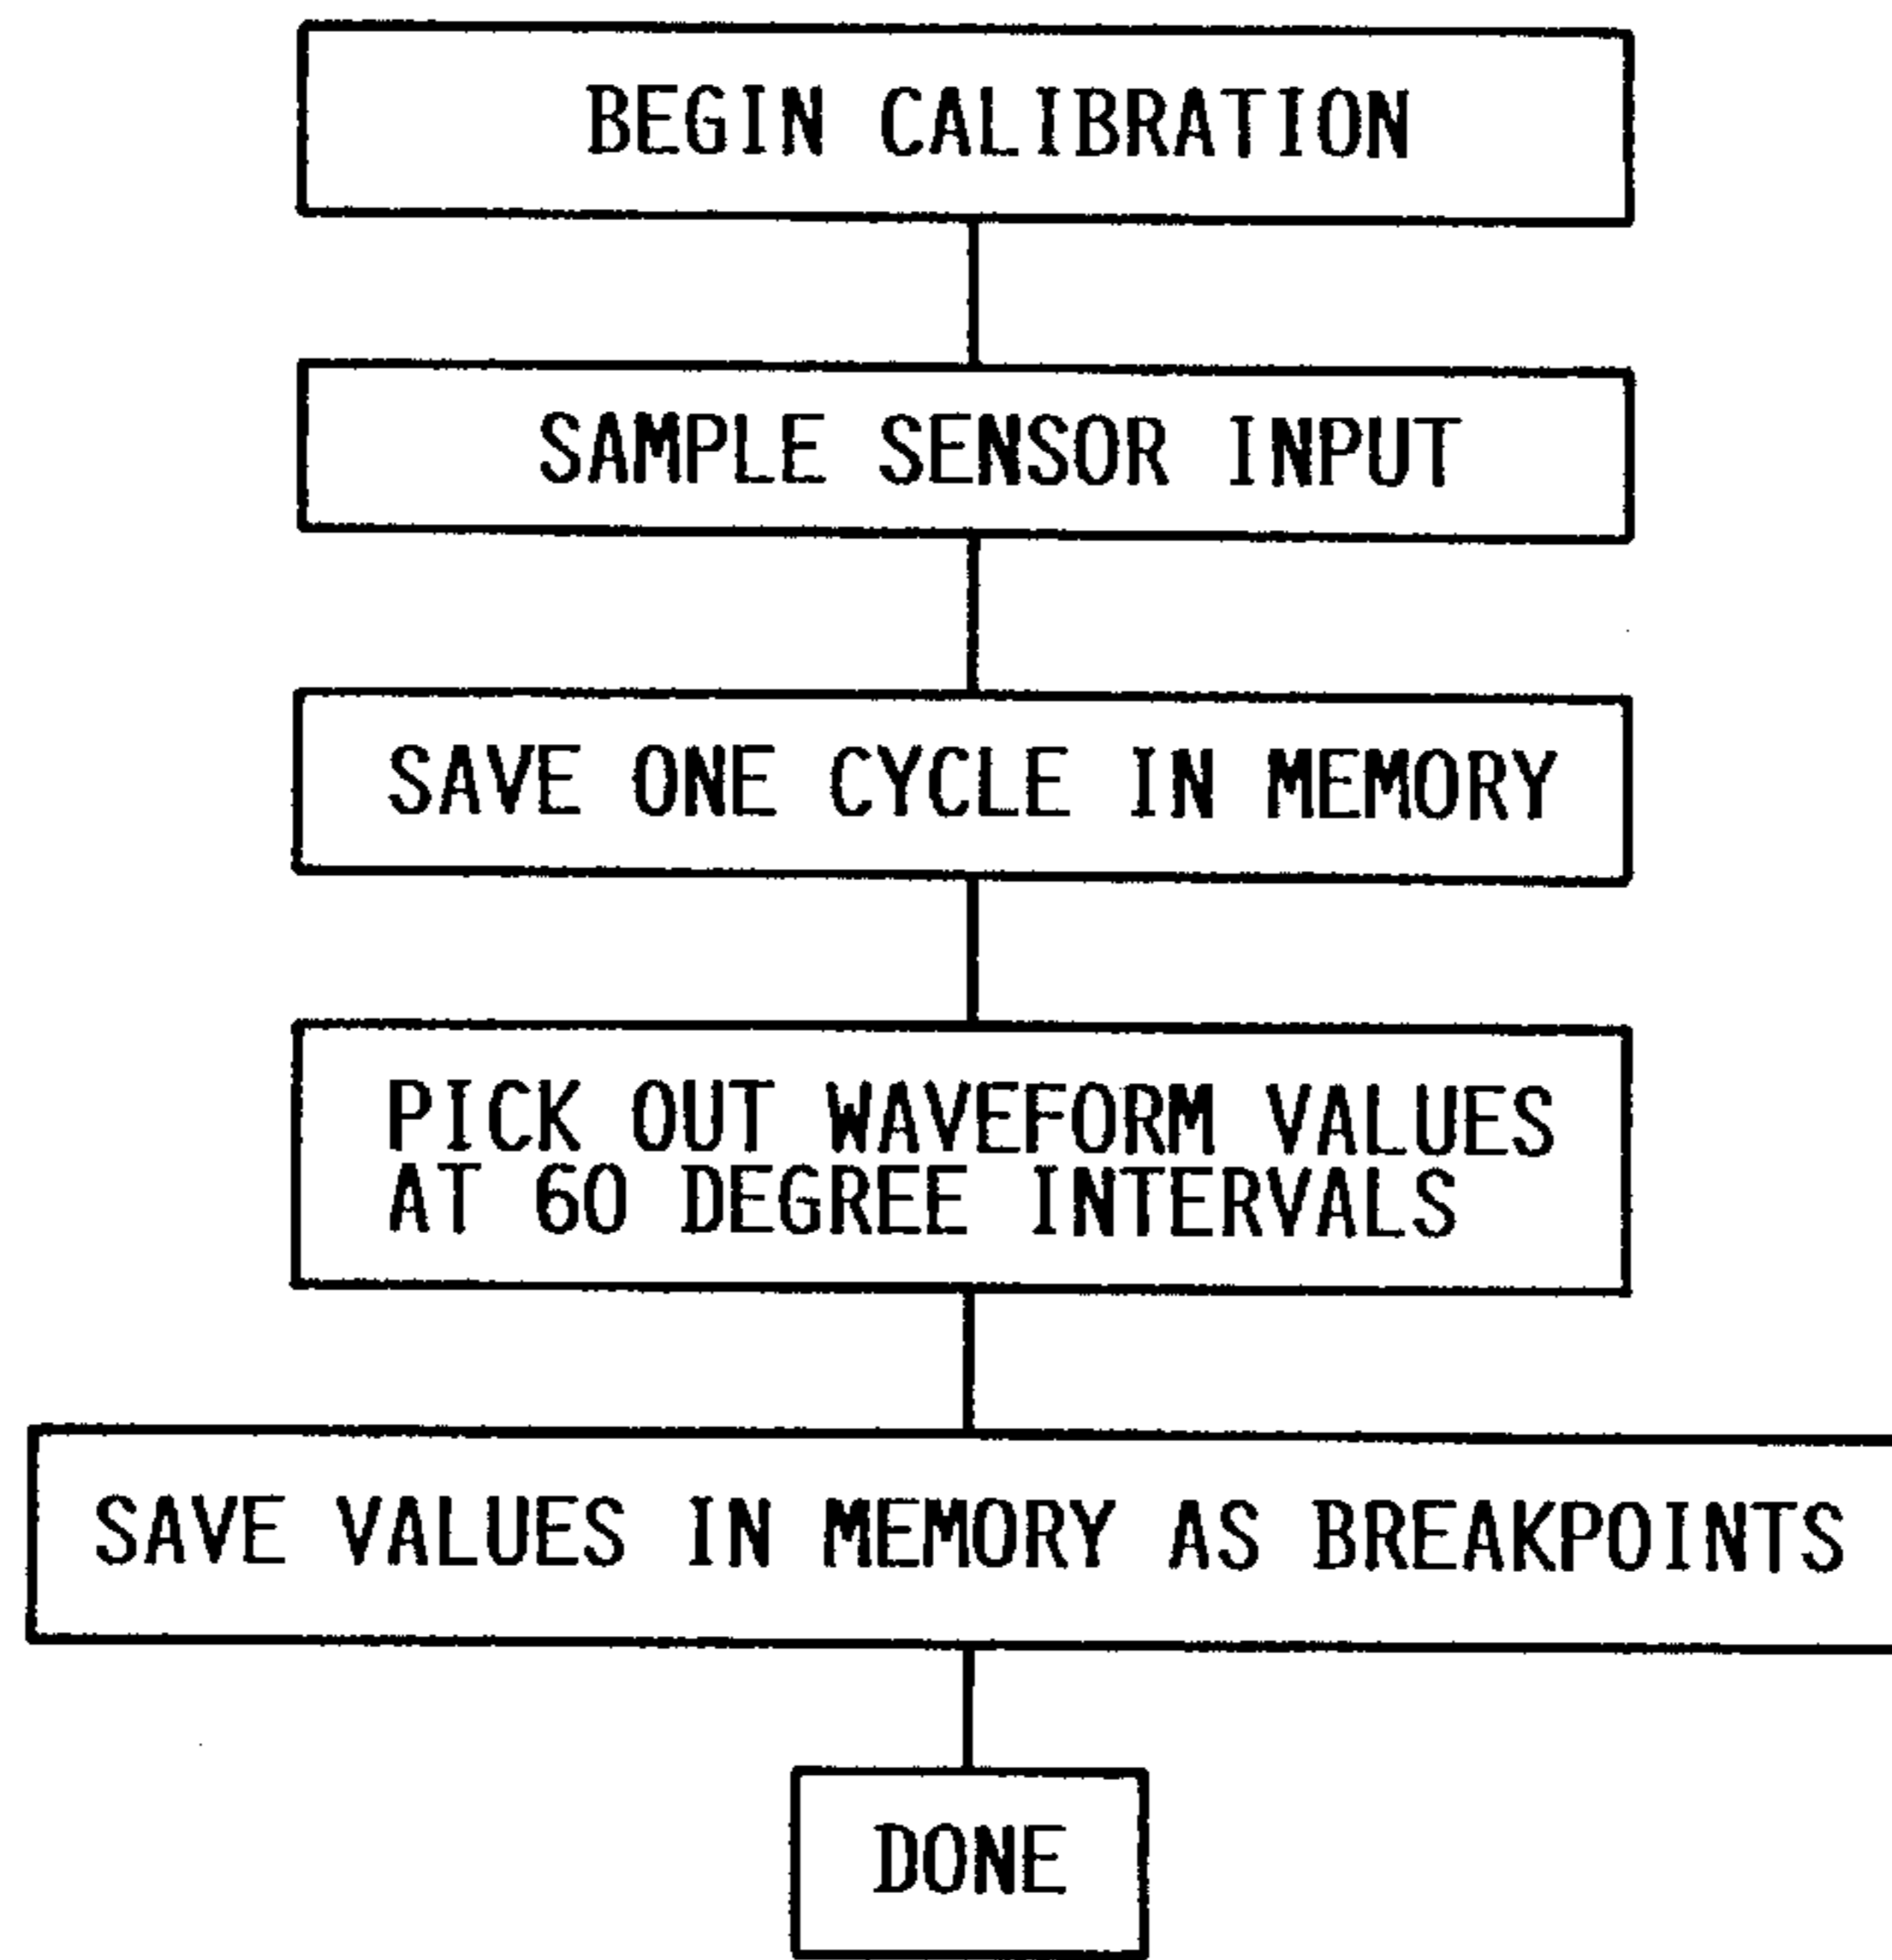 BEGIN CALIBRATION
SAMPLE SENSOR INPUT
SAVE ONE CYCLE IN MEMORY
PICK OUT WAVEFORM VALUES
AT 60 DEGREE INTERVALS
SAVE VALUES IN MEMORY AS BREAKPOINTS
DONE